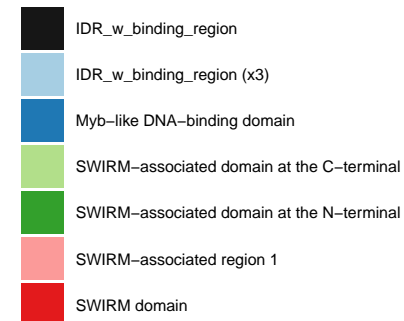 IDR_w_binding_region
IDR_w_binding_region (x3)
Myb−like DNA−binding domain
SWIRM−associated domain at the C−terminal
SWIRM−associated domain at the N−terminal
SWIRM−associated region 1
SWIRM domain